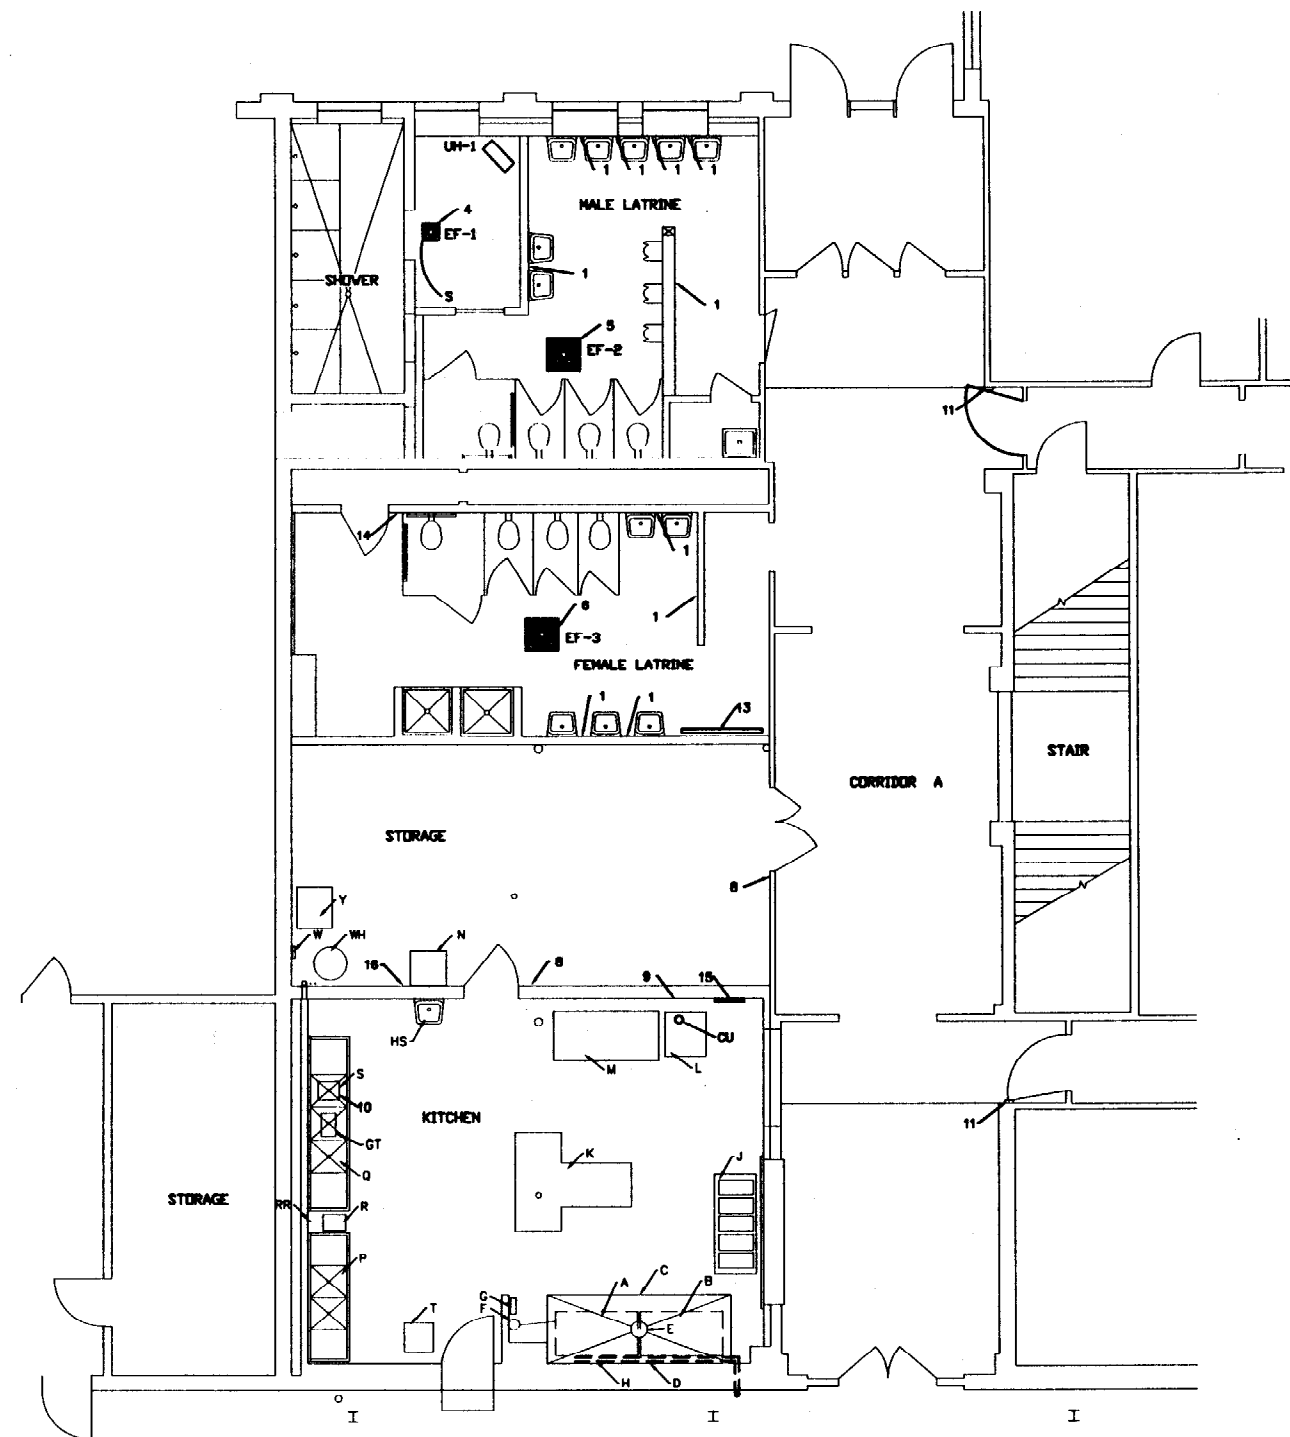 UH-1
1 1 1 1
MALE LATRINE
4
EF-1
1
SHOWER
S
1
5
EF-2
11
14
1
6
EF-3
1
FEMALE LATRINE
1 1
13
STAIR
CORRIDOR A
STORAGE
8
Y
W WH N
16 8 9 15
HS
CU
M L
S
10
KITCHEN
GT
11
K J
Q
STORAGE
RR R
P
A C B
G
F
T
E
H D